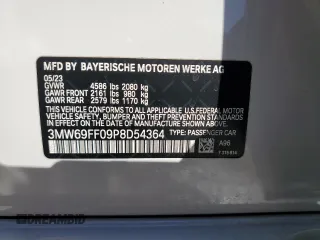 MFD BY BAYERISCHE MOTOREN WERKE AG
05/23
GVWR 4586 lbs 2080 kg
GAWR FRONT 2161 lbs 980 kg
GAWR REAR 2579 lbs 1170 kg
THIS VEHICLE CONFORMS TO ALL APPLICABLE U.S. FEDERAL MOTOR
VEHICLE SAFETY, BUMPER, AND THEFT PREVENTION STANDARDS
IN EFFECT ON THE DATE OF MANUFACTURE SHOWN ABOVE.
3MW69FF09P8D54364 TYPE: PASSENGER CAR
A96